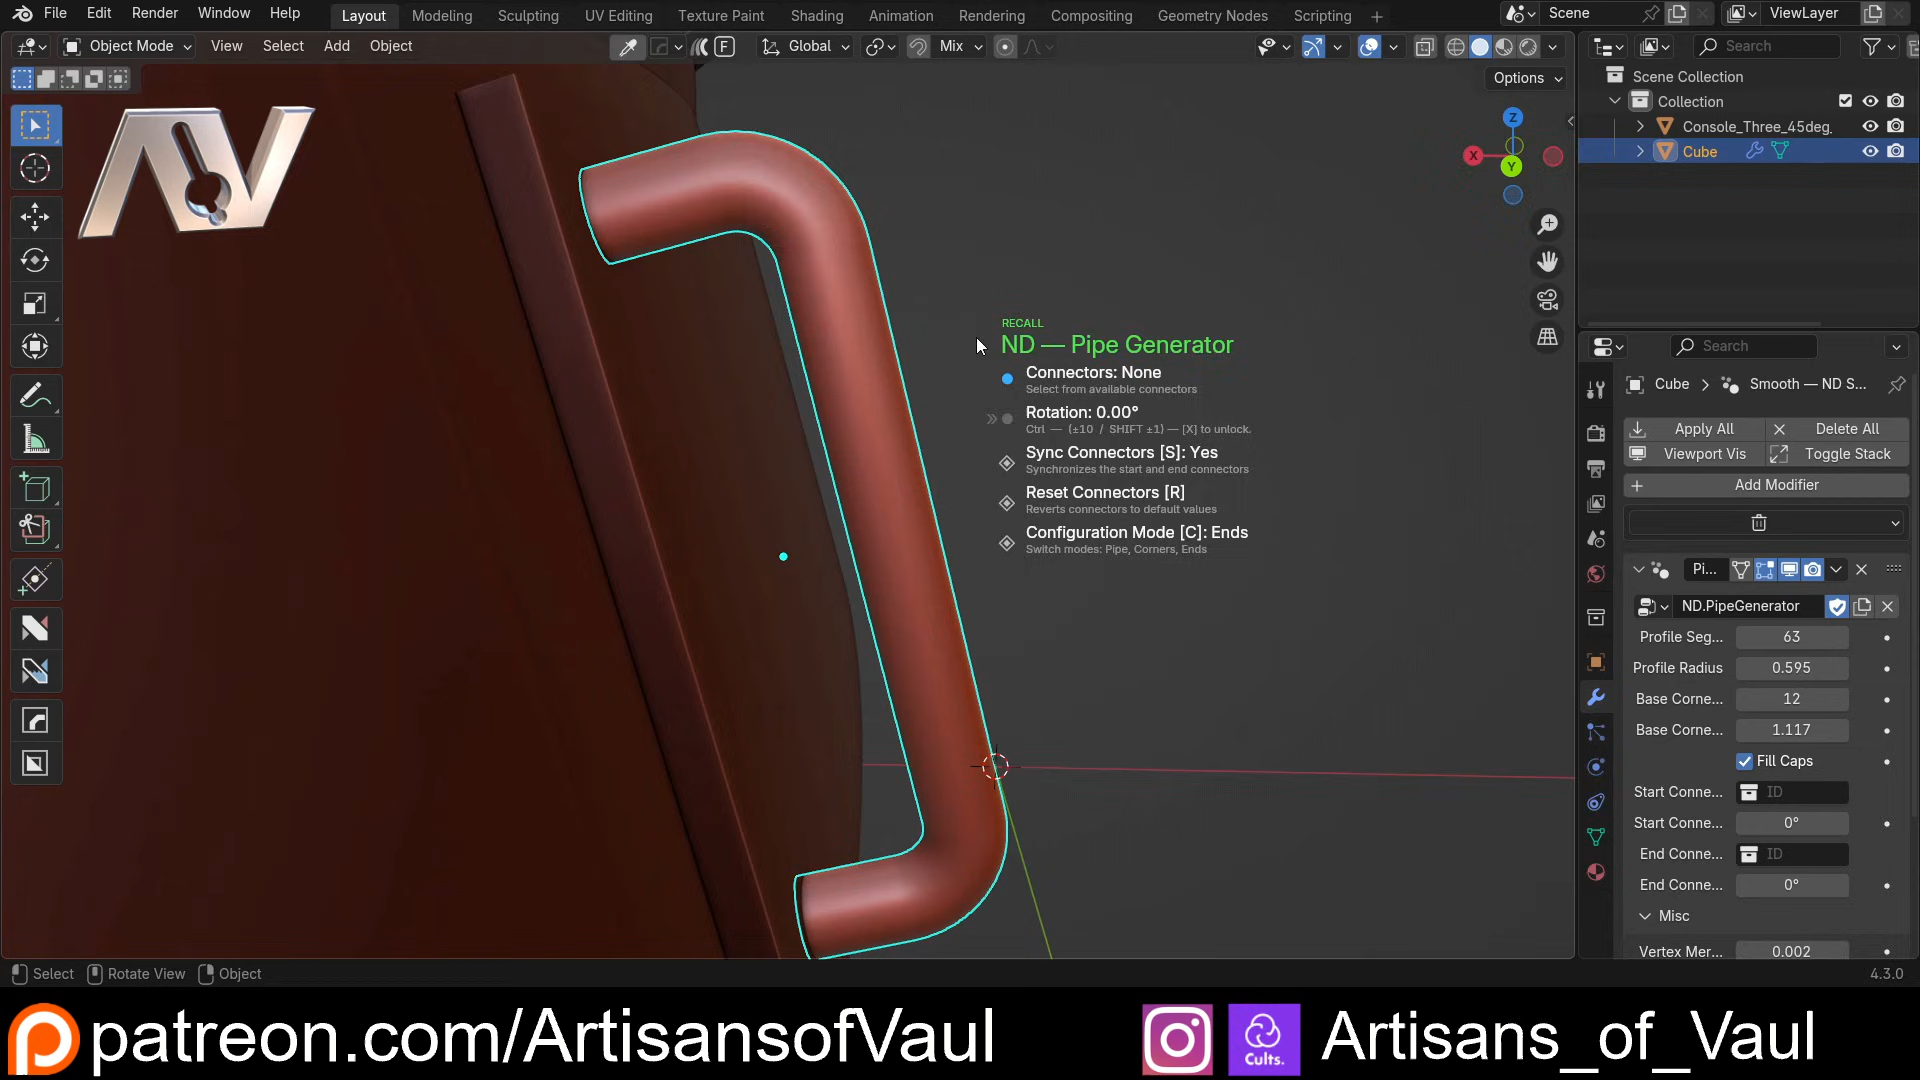 File Edit Render Window Help
Layout Modeling Sculpting UV Editing Texture Paint Shading Animation Rendering Compositing Geometry Nodes Scripting +
Scene ViewLayer
Object Mode View Select Add Object
F Global Mix
Search
Options
AV
Z
X
Y
Scene Collection
Collection
Console_Three_45deg.
Cube
RECALL
ND — Pipe Generator
Connectors: None
Select from available connectors
Rotation: 0.00°
Ctrl — (±10 / SHIFT ±1) — [X] to unlock.
Sync Connectors [S]: Yes
Synchronizes the start and end connectors
Reset Connectors [R]
Reverts connectors to default values
Configuration Mode [C]: Ends
Switch modes: Pipe, Corners, Ends
Search
Cube Smooth — ND S...
Apply All Delete All
Viewport Vis Toggle Stack
Add Modifier
Pi...
ND.PipeGenerator
Profile Seg... 63
Profile Radius 0.595
Base Corne... 12
Base Corne... 1.117
Fill Caps
Start Conne... ID
Start Conne... 0°
End Conne... ID
End Conne... 0°
Misc
Vertex Mer... 0.002
Select Rotate View Object
4.3.0
patreon.com/ArtisansofVaul
Cults.
Artisans_of_Vaul